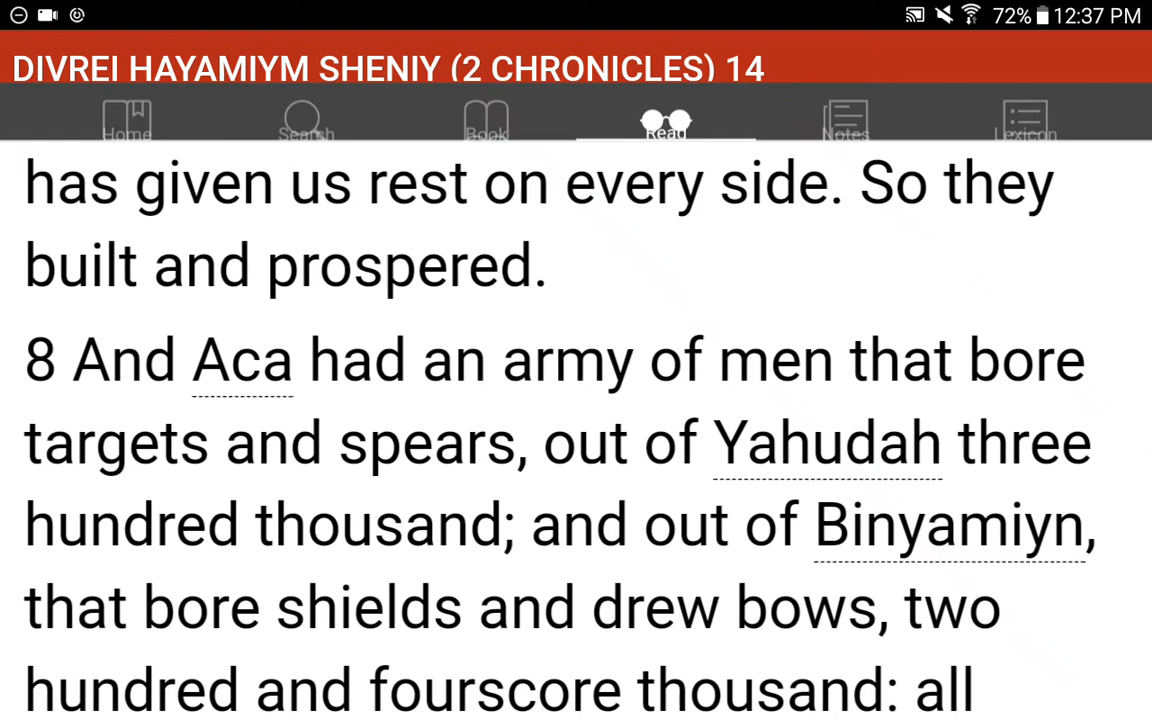 72% 12:37 PM
DIVREI HAYAMIYM SHENIY (2 CHRONICLES) 14
Home Search Book Read Notes Lexicon
has given us rest on every side. So they
built and prospered.
8 And Aca had an army of men that bore
targets and spears, out of Yahudah three
hundred thousand; and out of Binyamiyn,
that bore shields and drew bows, two
hundred and fourscore thousand: all